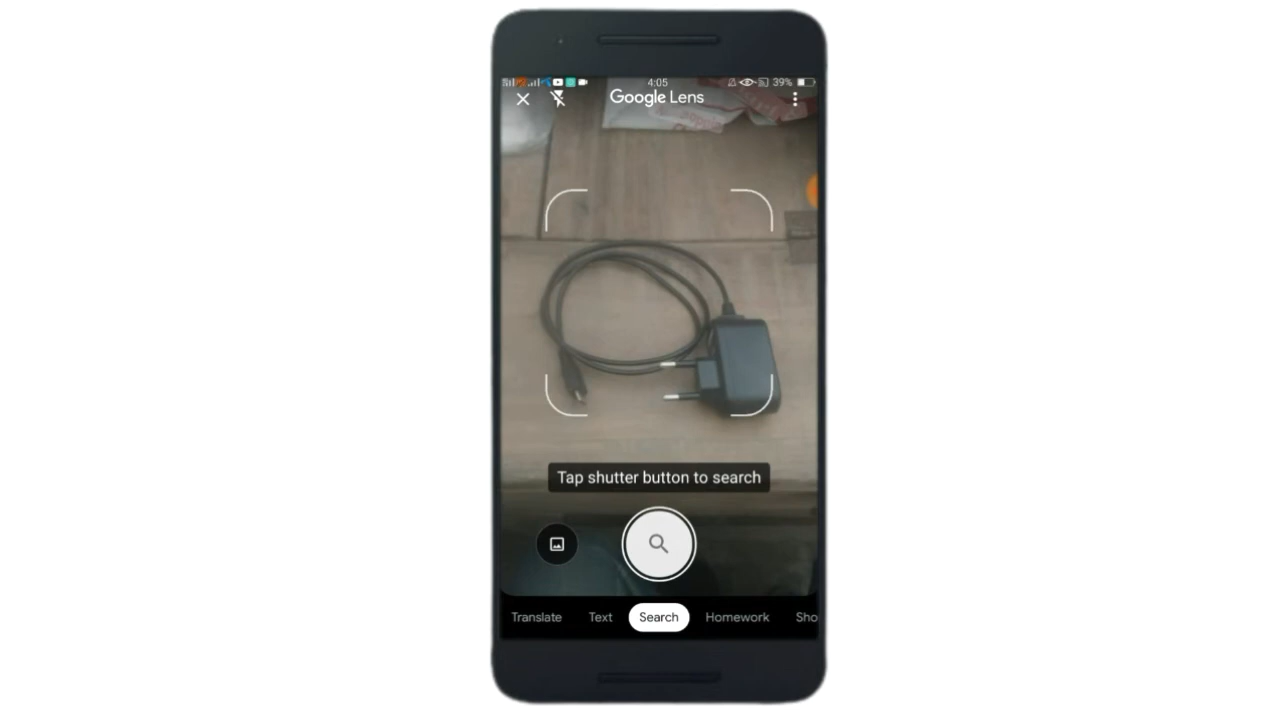 4:05
39%
Google Lens
Tap shutter button to search
Translate Text Search Homework Sho